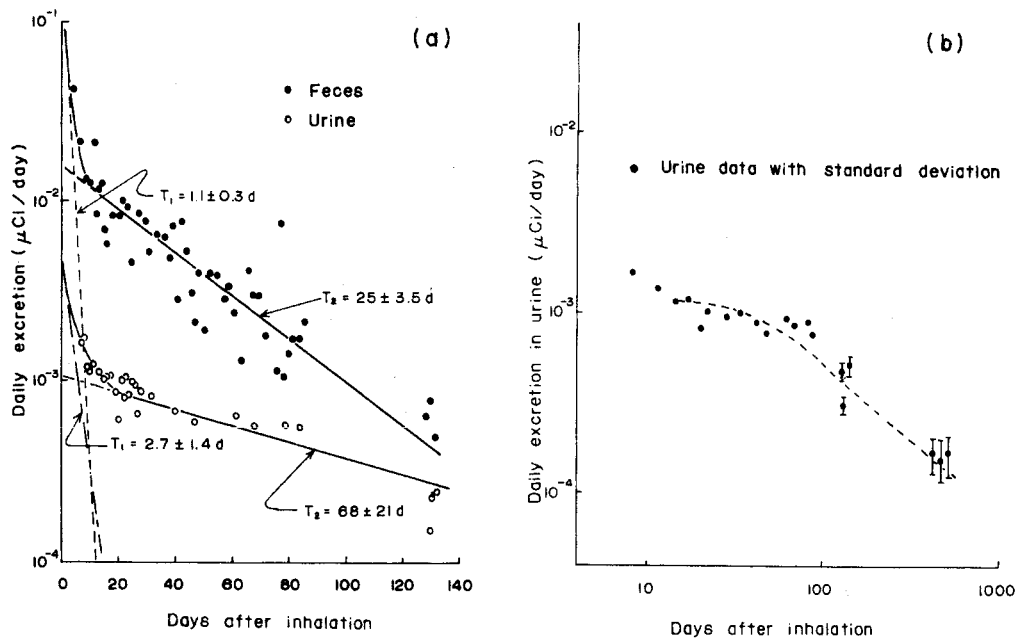 (a)
Feces
Urine
T₁ = 1.1±0.3 d
T₂ = 25 ± 3.5 d
T₁ = 2.7 ± 1.4 d
T₂ = 68 ± 21 d
Daily excretion (μCi/day)
10⁻¹
10⁻²
10⁻³
10⁻⁴
0 20 40 60 80 100 120 140
Days after inhalation
(b)
Urine data with standard deviation
Daily excretion in urine (μCi/day)
10⁻²
10⁻³
10⁻⁴
10 100 1000
Days after inhalation